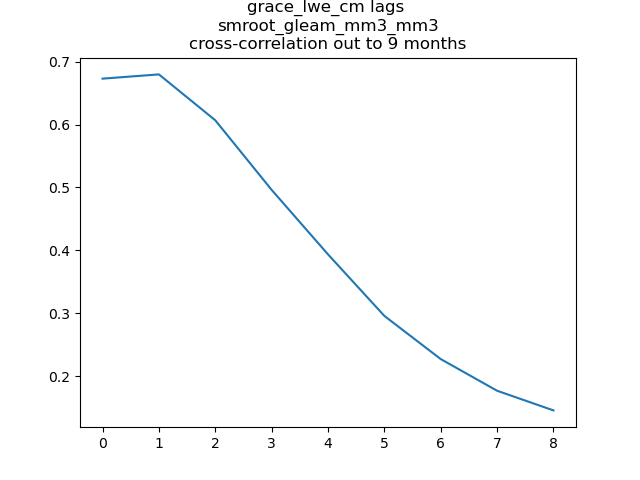 grace_lwe_cm lags
smroot_gleam_mm3_mm3
cross-correlation out to 9 months
0.7
0.6
0.5
0.4
0.3
0.2
0 1 2 3 4 5 6 7 8